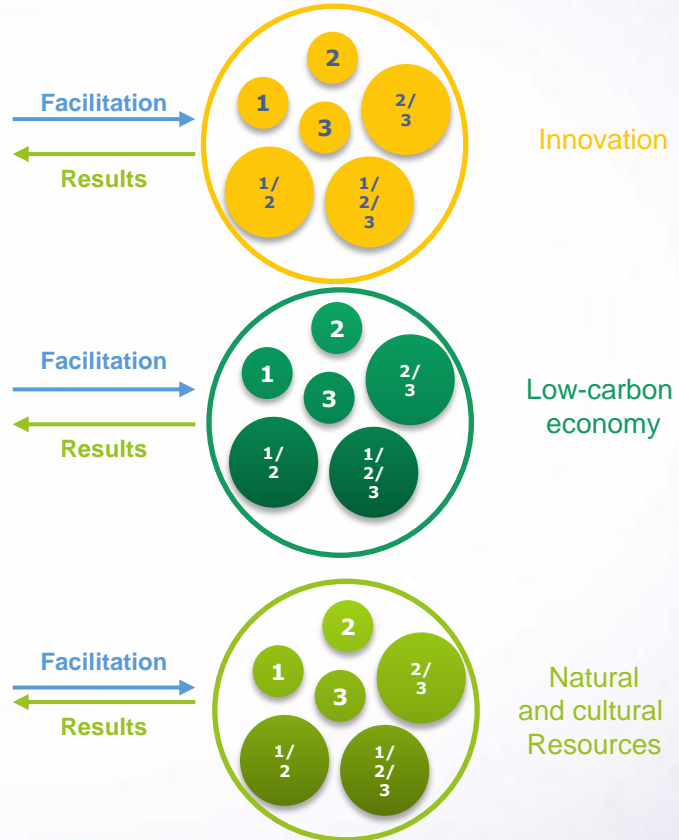 2
1
2/
3
3
1/
2
1/
2/
3
Facilitation
Results
Innovation
2
1
2/
3
3
1/
2
1/
2/
3
Facilitation
Results
Low-carbon
economy
2
1
2/
3
3
1/
2
1/
2/
3
Facilitation
Results
Natural
and cultural
Resources